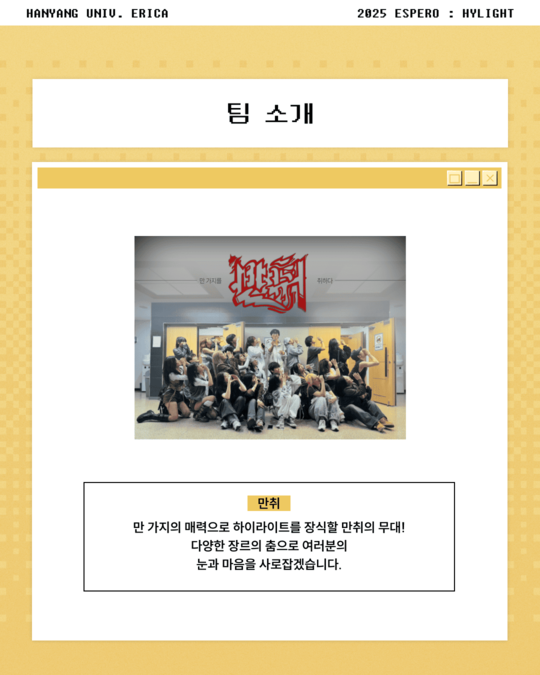 HANYANG UNIV. ERICA
2025 ESPERO : HYLIGHT
팀 소개
만취
만 가지를
취하다
만취
만 가지의 매력으로 하이라이트를 장식할 만취의 무대!
다양한 장르의 춤으로 여러분의
눈과 마음을 사로잡겠습니다.